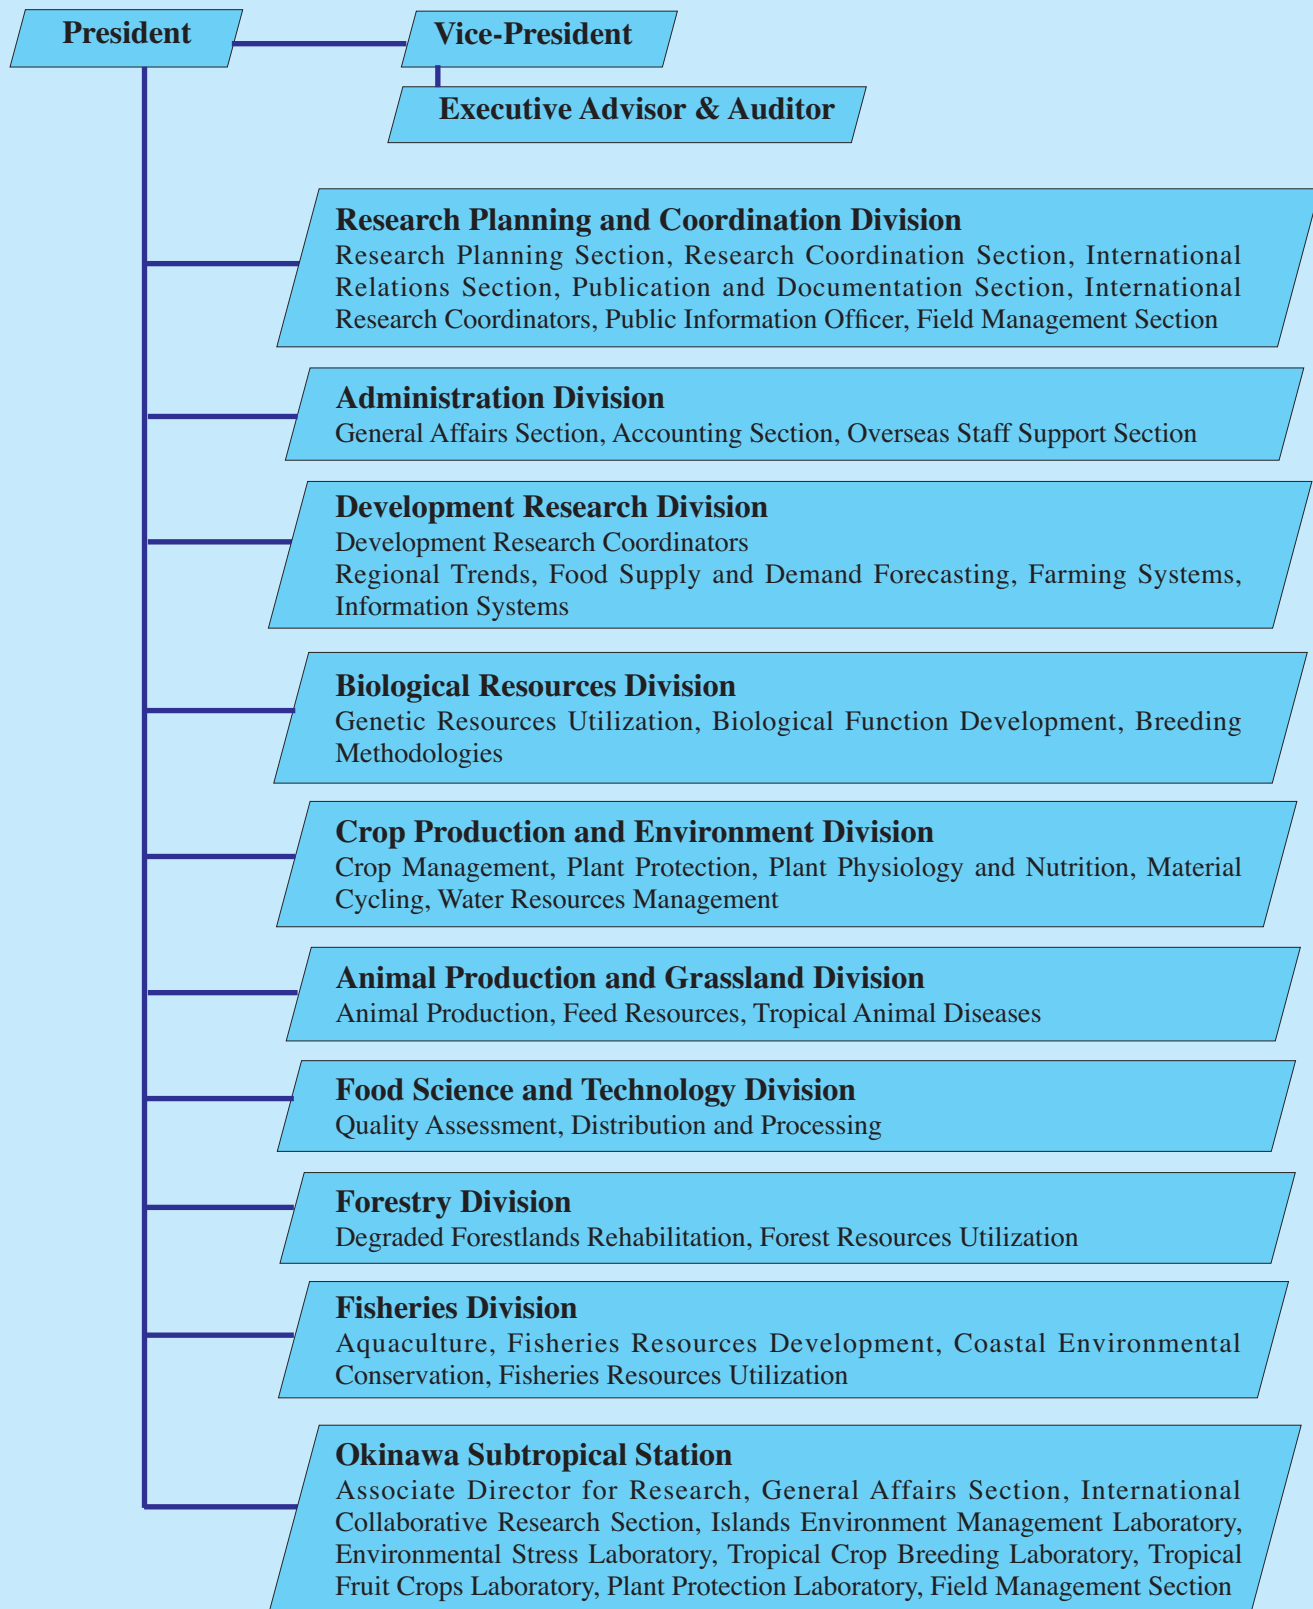 President
Vice-President
Executive Advisor & Auditor
Research Planning and Coordination Division
Research Planning Section, Research Coordination Section, International
Relations Section, Publication and Documentation Section, International
Research Coordinators, Public Information Officer, Field Management Section
Administration Division
General Affairs Section, Accounting Section, Overseas Staff Support Section
Development Research Division
Development Research Coordinators
Regional Trends, Food Supply and Demand Forecasting, Farming Systems,
Information Systems
Biological Resources Division
Genetic Resources Utilization, Biological Function Development, Breeding
Methodologies
Crop Production and Environment Division
Crop Management, Plant Protection, Plant Physiology and Nutrition, Material
Cycling, Water Resources Management
Animal Production and Grassland Division
Animal Production, Feed Resources, Tropical Animal Diseases
Food Science and Technology Division
Quality Assessment, Distribution and Processing
Forestry Division
Degraded Forestlands Rehabilitation, Forest Resources Utilization
Fisheries Division
Aquaculture, Fisheries Resources Development, Coastal Environmental
Conservation, Fisheries Resources Utilization
Okinawa Subtropical Station
Associate Director for Research, General Affairs Section, International
Collaborative Research Section, Islands Environment Management Laboratory,
Environmental Stress Laboratory, Tropical Crop Breeding Laboratory, Tropical
Fruit Crops Laboratory, Plant Protection Laboratory, Field Management Section